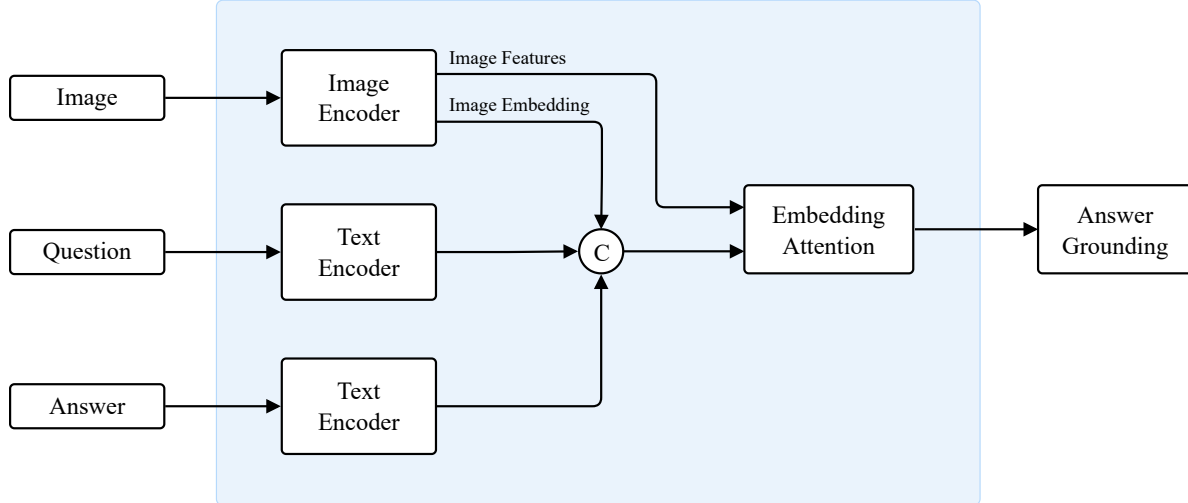 Image
Image
Encoder
Image Features
Image Embedding
Question
Text
Encoder
C
Embedding
Attention
Answer
Grounding
Answer
Text
Encoder